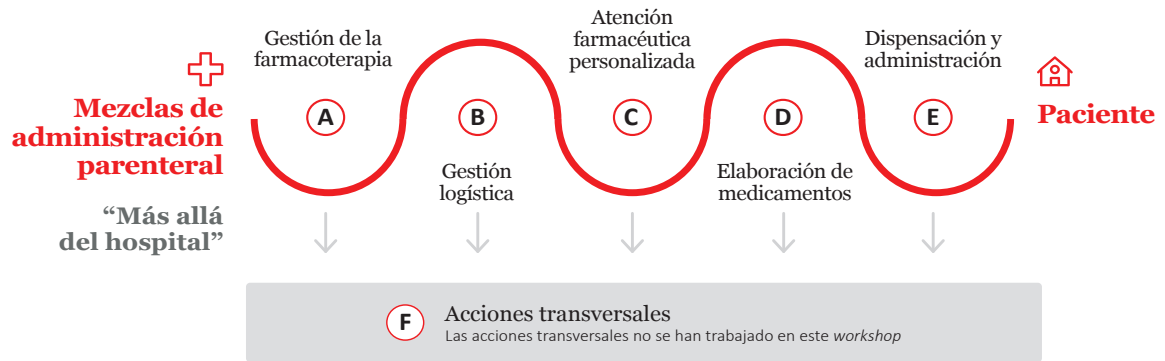 Mezclas de
administración
parenteral
“Más allá
del hospital”
Gestión de la
farmacoterapia
A
B
Gestión
logística
Atención
farmacéutica
personalizada
C
D
Elaboración de
medicamentos
Dispensación y
administración
E
Paciente
F
Acciones transversales
Las acciones transversales no se han trabajado en este workshop